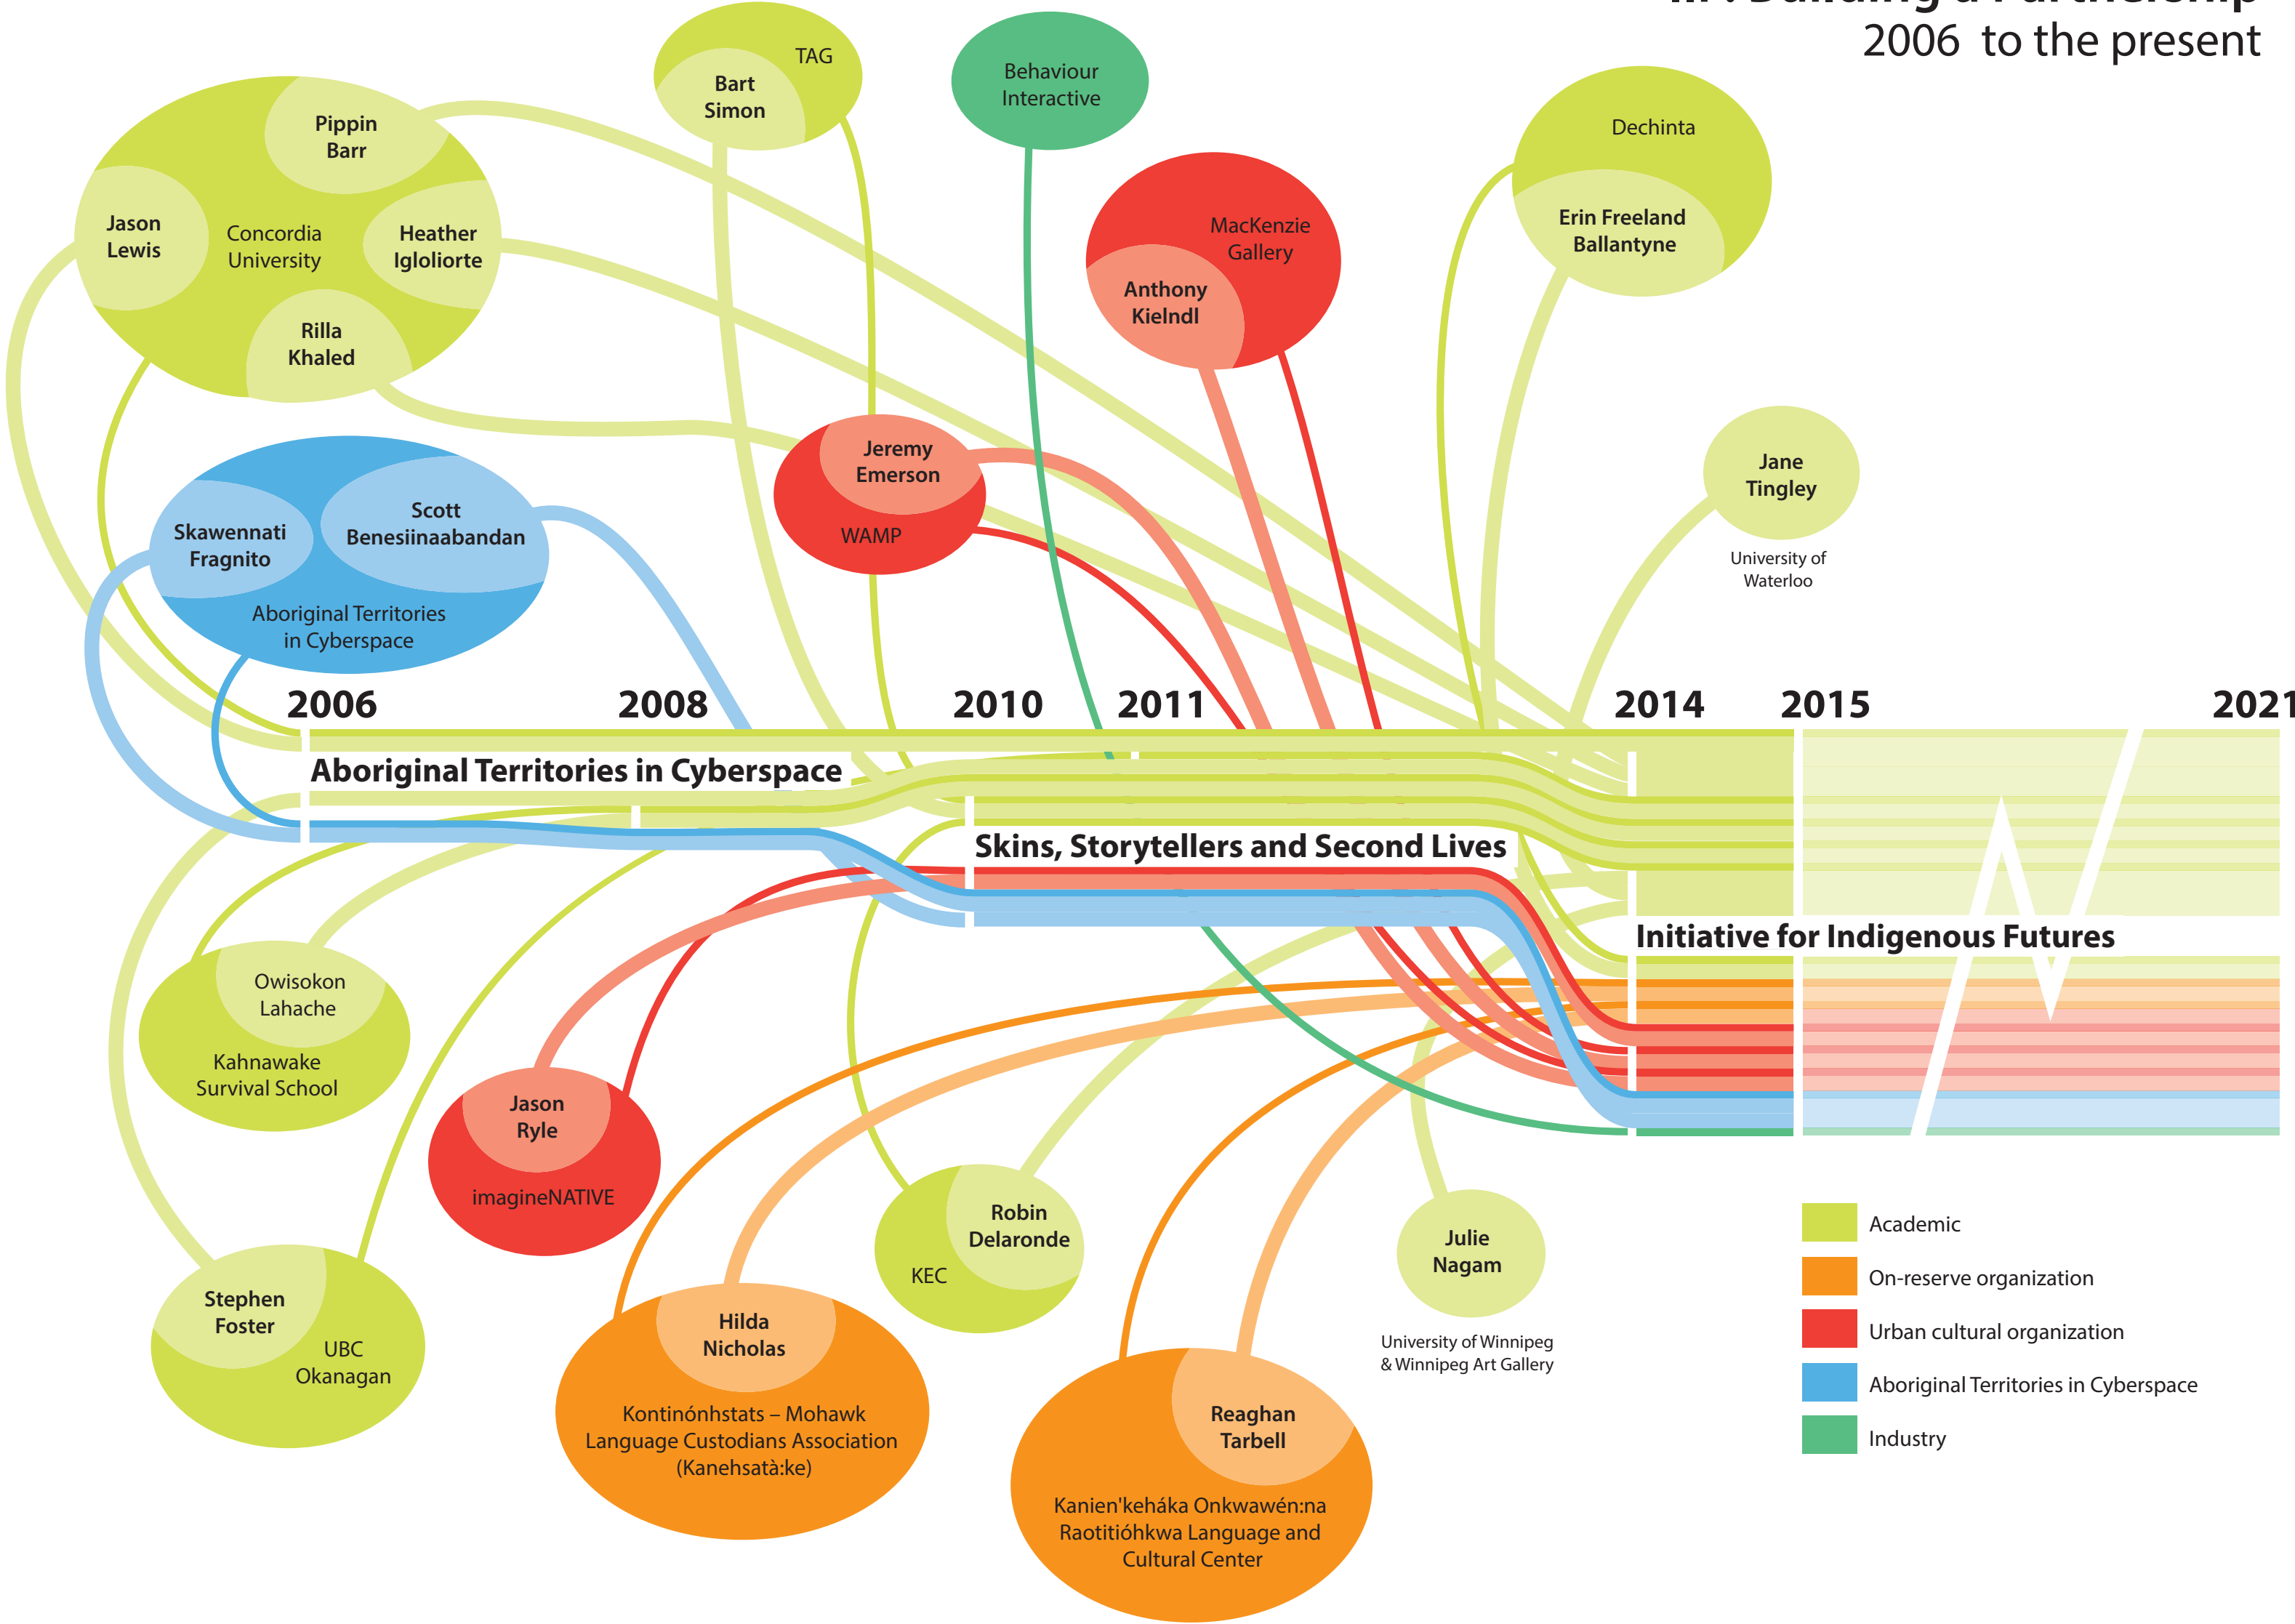 2006 to the present
TAG
Bart
Simon
Behaviour
Interactive
Dechinta
Erin Freeland
Ballantyne
Pippin
Barr
Jason
Lewis
Concordia
University
Heather
Igloliorte
Rilla
Khaled
MacKenzie
Gallery
Anthony
Kielndl
Jeremy
Emerson
WAMP
Jane
Tingley
University of
Waterloo
Skawennati
Fragnito
Scott
Benesiinaabandan
Aboriginal Territories
in Cyberspace
2006
2008
2010
2011
2014
2015
2021
Aboriginal Territories in Cyberspace
Skins, Storytellers and Second Lives
Initiative for Indigenous Futures
Owisokon
Lahache
Kahnawake
Survival School
Jason
Ryle
imagineNATIVE
Stephen
Foster
UBC
Okanagan
Hilda
Nicholas
Kontinónhstats – Mohawk
Language Custodians Association
(Kanehsatà:ke)
Robin
Delaronde
KEC
Reaghan
Tarbell
Kanien'keháka Onkwawén:na
Raotitióhkwa Language and
Cultural Center
Julie
Nagam
University of Winnipeg
& Winnipeg Art Gallery
Academic
On-reserve organization
Urban cultural organization
Aboriginal Territories in Cyberspace
Industry